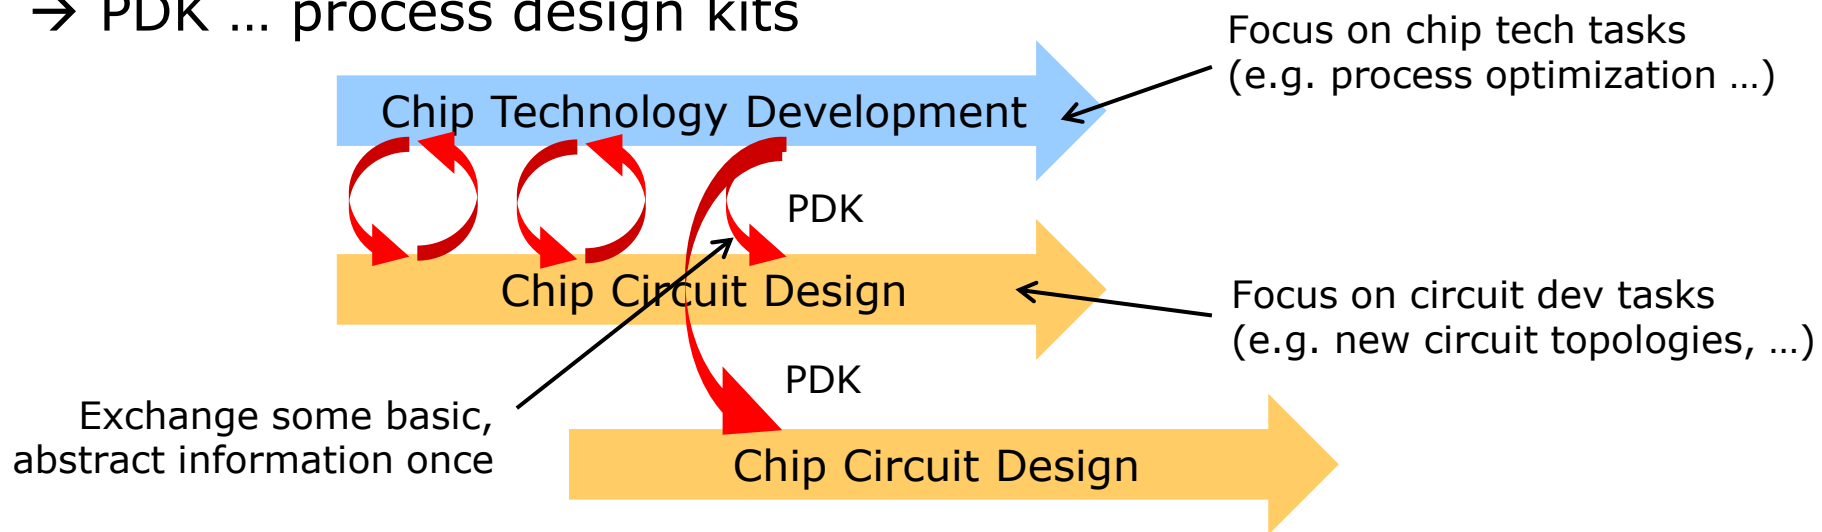 → PDK … process design kits
Focus on chip tech tasks
(e.g. process optimization …)
Chip Technology Development
PDK
Chip Circuit Design
Focus on circuit dev tasks
(e.g. new circuit topologies, …)
PDK
Exchange some basic,
abstract information once
Chip Circuit Design